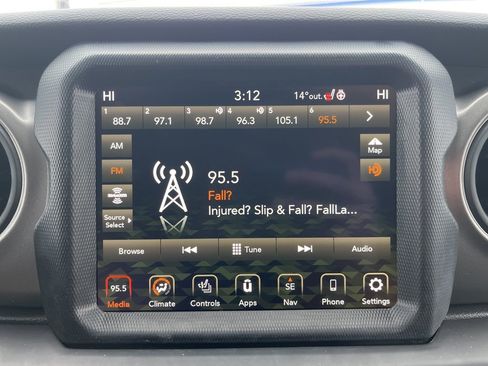 HI 3:12 14°out. HI
1 88.7 2 97.1 3 98.7 4 96.3 5 105.1 6 95.5
AM
Map
FM
95.5
Fall?
Injured? Slip & Fall? FallLa...
Source Select
Browse Tune Audio
95.5 SE
Media Climate Controls Apps Nav Phone Settings